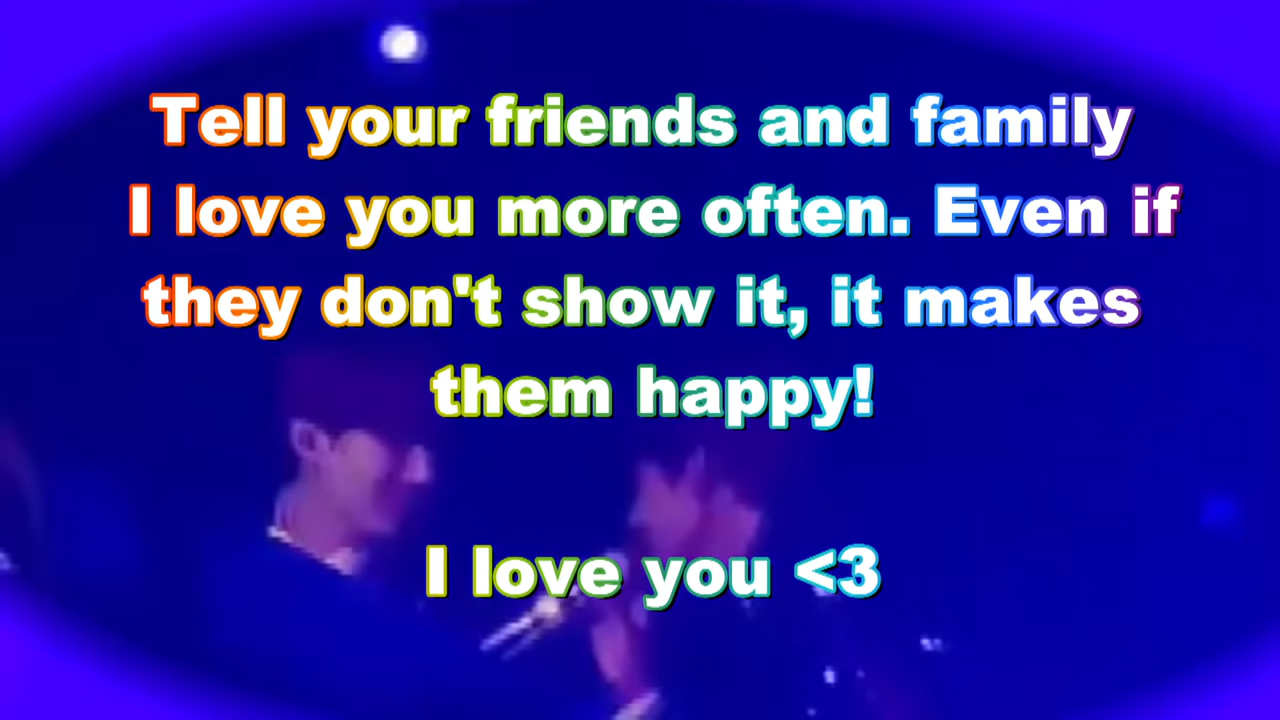 Tell your friends and family
I love you more often. Even if
they don't show it, it makes
them happy!
I love you <3